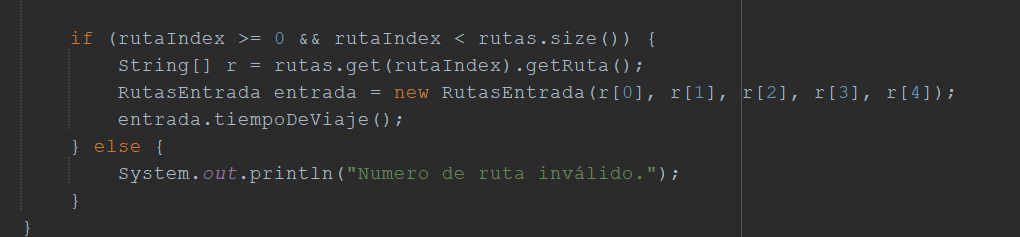 if (rutaIndex >= 0 && rutaIndex < rutas.size()) {
String[] r = rutas.get(rutaIndex).getRuta();
RutasEntrada entrada = new RutasEntrada(r[0], r[1], r[2], r[3], r[4]);
entrada.tiempoDeViaje();
} else {
System.out.println("Numero de ruta inválido.");
}
}